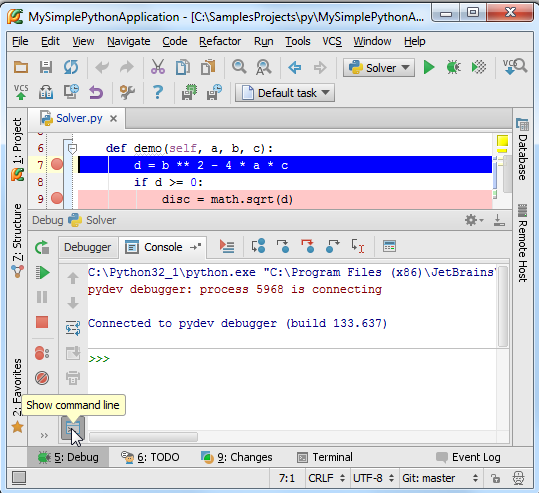 MySimplePythonApplication - [C:\SamplesProjects\py\MySimplePythonA...
File Edit View Navigate Code Refactor Run Tools VCS Window Help
Solver
VCS
VCS Default task
Solver.py
6 def demo(self, a, b, c):
7 d = b ** 2 - 4 * a * c
8 if d >= 0:
9 disc = math.sqrt(d)
1: Project
7: Structure
2: Favorites
Database
Remote Host
Debug Solver
Debugger Console
C:\Python32_1\python.exe "C:\Program Files (x86)\JetBrains\
pydev debugger: process 5968 is connecting
Connected to pydev debugger (build 133.637)
>>>
Show command line
5: Debug 6: TODO 9: Changes Terminal Event Log
7:1 CRLF UTF-8 Git: master